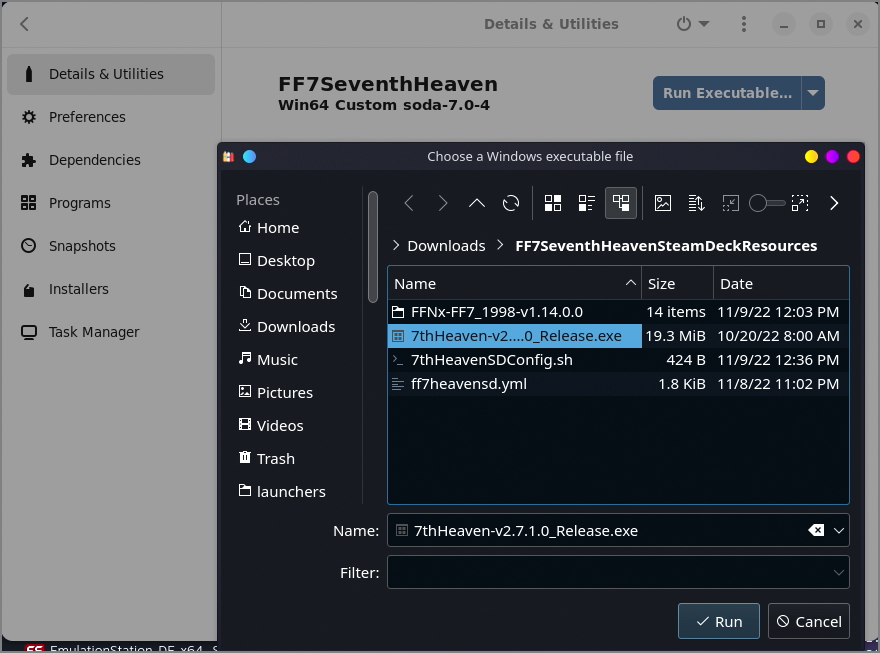 Details & Utilities
Details & Utilities
Preferences
Dependencies
Programs
Snapshots
Installers
Task Manager
FF7SeventhHeaven
Win64 Custom soda-7.0-4
Run Executable...
Choose a Windows executable file
Places
Home
Desktop
Documents
Downloads
Music
Pictures
Videos
Trash
launchers
Downloads > FF7SeventhHeavenSteamDeckResources
Name Size Date
FFNx-FF7_1998-v1.14.0.0 14 items 11/9/22 12:03 PM
7thHeaven-v2....0_Release.exe 19.3 MiB 10/20/22 8:00 AM
7thHeavenSDConfig.sh 424 B 11/9/22 12:36 PM
ff7heavensd.yml 1.8 KiB 11/8/22 11:02 PM
Name: 7thHeaven-v2.7.1.0_Release.exe
Filter:
Run Cancel
EmulationStation-DE-x64